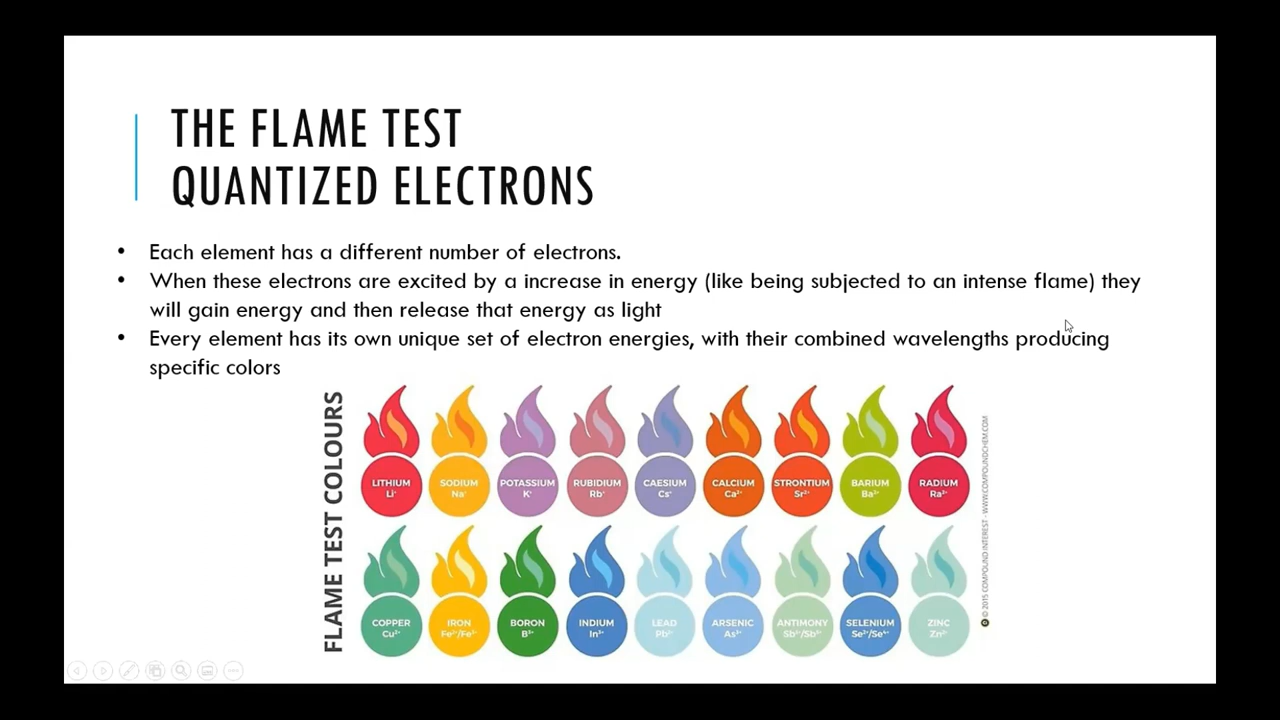 THE FLAME TEST
QUANTIZED ELECTRONS
• Each element has a different number of electrons.
• When these electrons are excited by a increase in energy (like being subjected to an intense flame) they
will gain energy and then release that energy as light
• Every element has its own unique set of electron energies, with their combined wavelengths producing
specific colors
FLAME TEST COLOURS
LITHIUM
Li⁺
SODIUM
Na⁺
POTASSIUM
K⁺
RUBIDIUM
Rb⁺
CAESIUM
Cs⁺
CALCIUM
Ca²⁺
STRONTIUM
Sr²⁺
BARIUM
Ba²⁺
RADIUM
Ra²⁺
COPPER
Cu²⁺
IRON
Fe²⁺/Fe³⁺
BORON
B³⁺
INDIUM
In³⁺
LEAD
Pb²⁺
ARSENIC
As³⁺
ANTIMONY
Sb³⁺/Sb⁵⁺
SELENIUM
Se²⁺/Se⁴⁺
ZINC
Zn²⁺
© 2015 COMPOUND INTEREST - WWW.COMPOUNDCHEM.COM